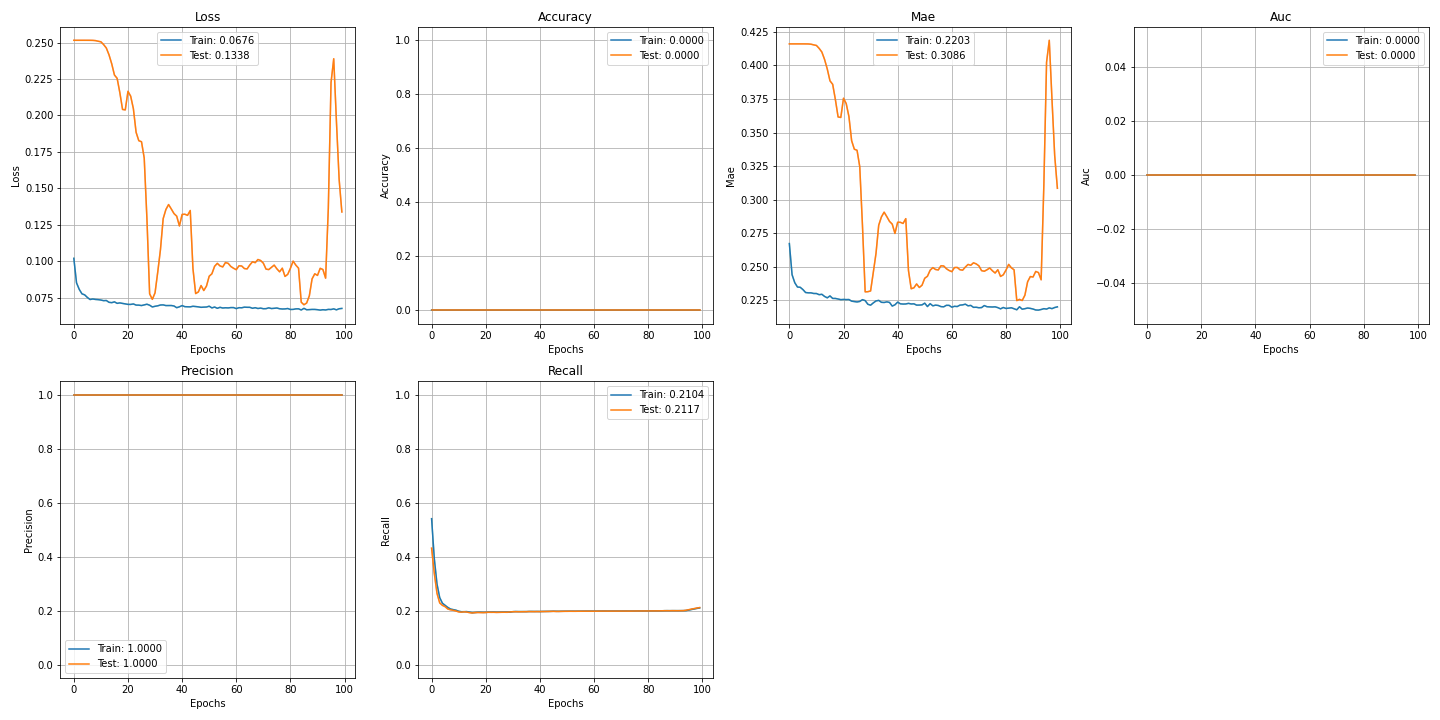 Loss
Train: 0.0676
Test: 0.1338
0.250
0.225
0.200
0.175
0.150
0.125
0.100
0.075
Loss
0 20 40 60 80 100
Epochs
Accuracy
Train: 0.0000
Test: 0.0000
1.0
0.8
0.6
0.4
0.2
0.0
Accuracy
0 20 40 60 80 100
Epochs
Mae
Train: 0.2203
Test: 0.3086
0.425
0.400
0.375
0.350
0.325
0.300
0.275
0.250
0.225
Mae
0 20 40 60 80 100
Epochs
Auc
Train: 0.0000
Test: 0.0000
0.04
0.02
0.00
−0.02
−0.04
Auc
0 20 40 60 80 100
Epochs
Precision
1.0
0.8
0.6
0.4
0.2
0.0
Precision
Train: 1.0000
Test: 1.0000
0 20 40 60 80 100
Epochs
Recall
Train: 0.2104
Test: 0.2117
1.0
0.8
0.6
0.4
0.2
0.0
Recall
0 20 40 60 80 100
Epochs